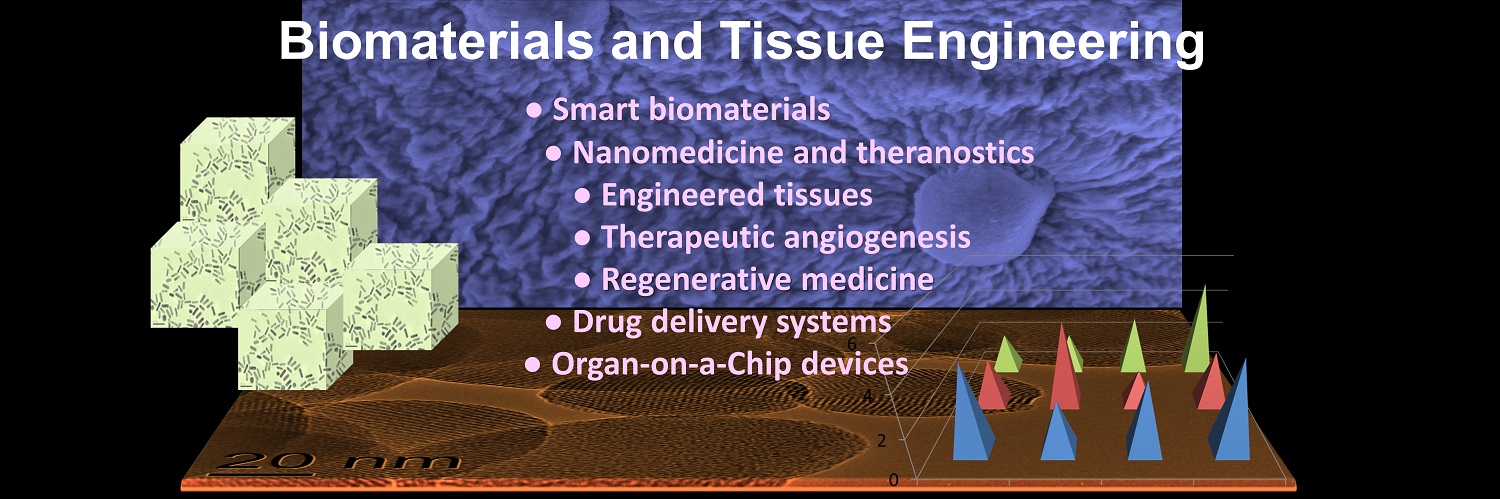 Biomaterials and Tissue Engineering
● Smart biomaterials
● Nanomedicine and theranostics
● Engineered tissues
● Therapeutic angiogenesis
● Regenerative medicine
● Drug delivery systems
● Organ-on-a-Chip devices
6
4
2
0
20 nm